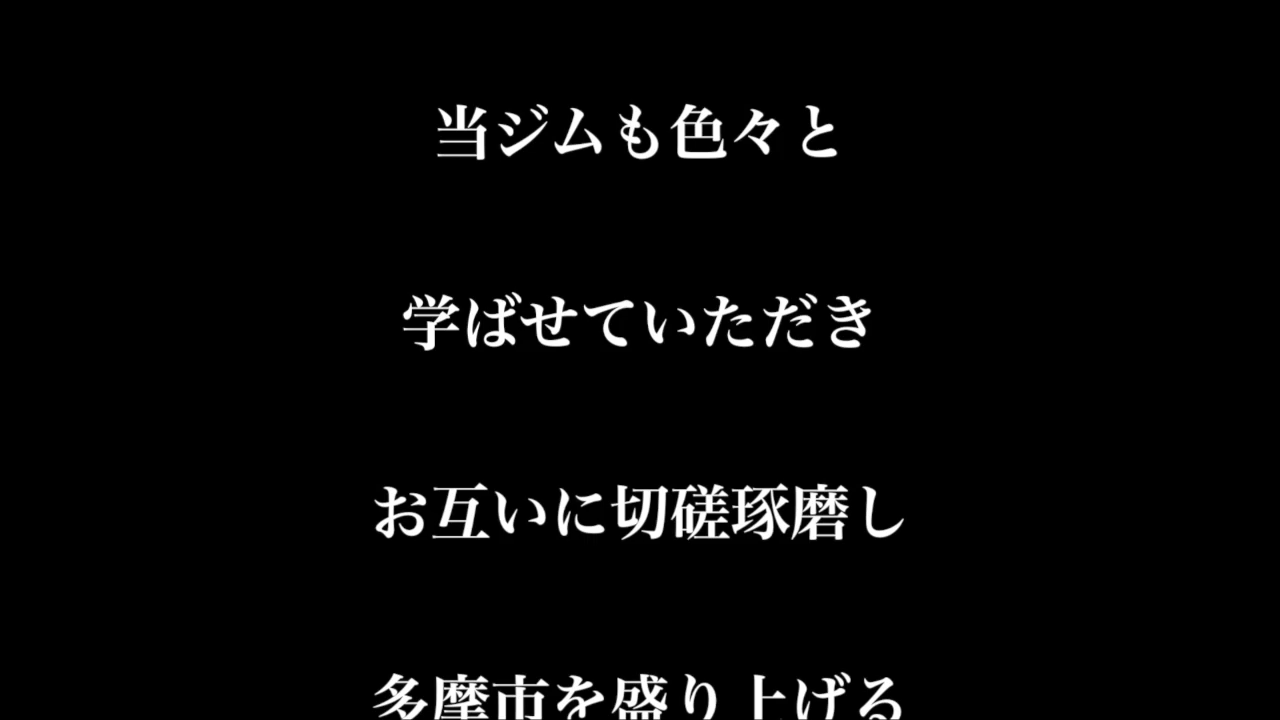 当ジムも色々と
学ばせていただき
お互いに切磋琢磨し
多摩市を盛り上げる